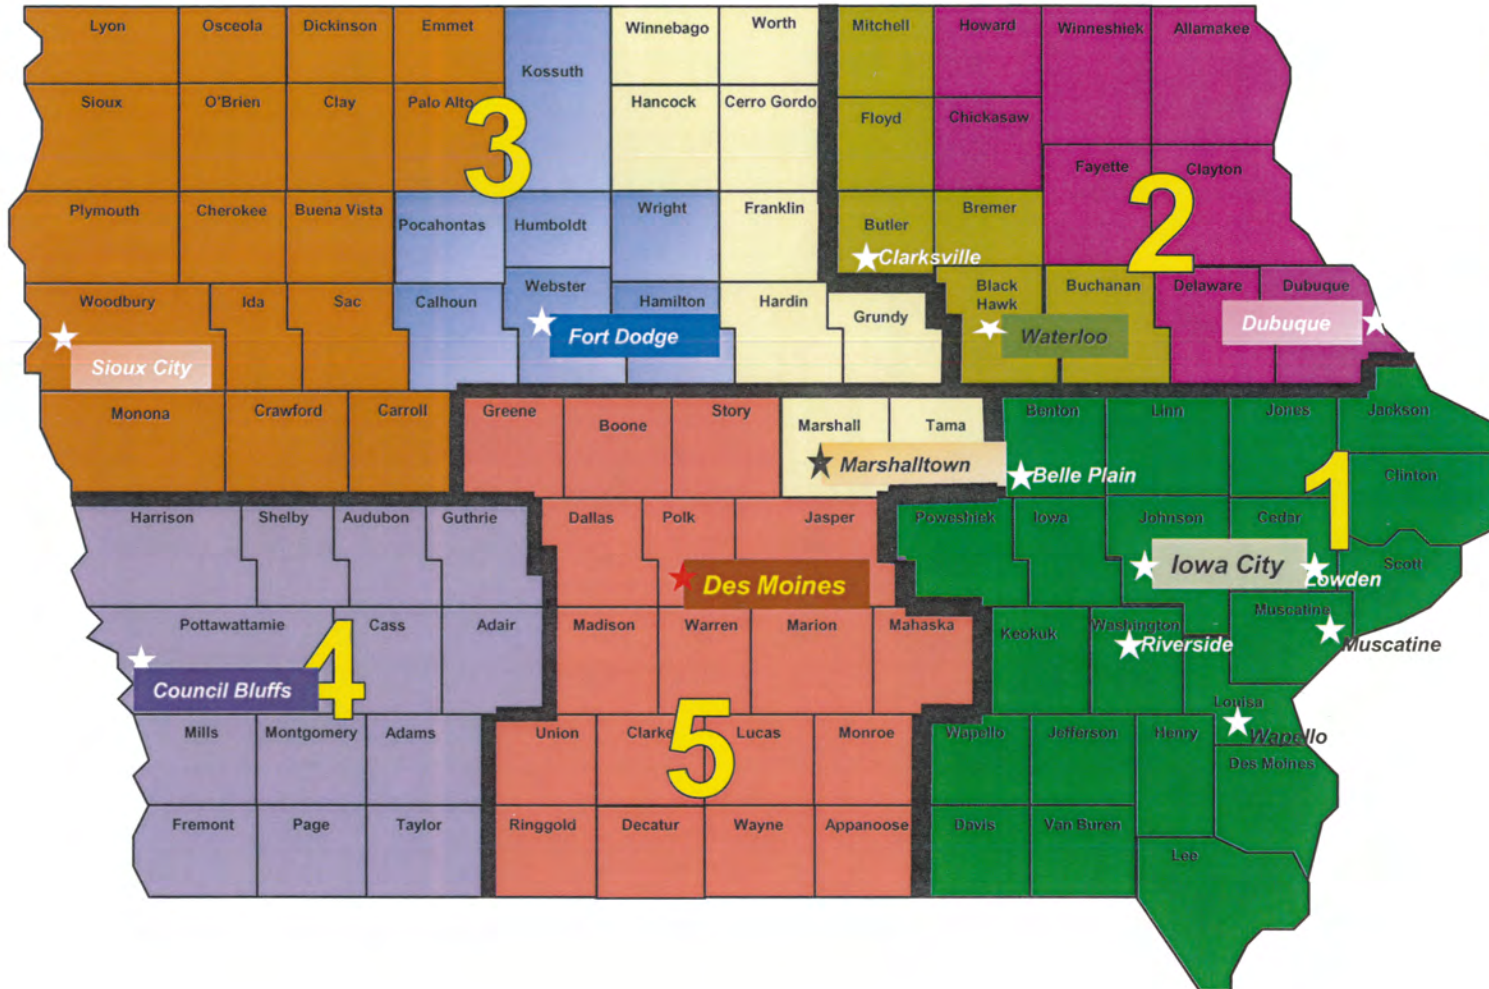 Lyon Osceola Dickinson Emmet Kossuth Winnebago Worth Mitchell Howard Winneshiek Allamakee
Sioux O'Brien Clay Palo Alto Hancock Cerro Gordo Floyd Chickasaw
3
Fayette Clayton
2
Plymouth Cherokee Buena Vista Pocahontas Humboldt Wright Franklin Butler Bremer
Clarksville
Woodbury Ida Sac Calhoun Webster Hamilton Hardin Grundy Black Hawk Buchanan Delaware Dubuque
Sioux City Fort Dodge Waterloo Dubuque
Monona Crawford Carroll Greene Boone Story Marshall Tama Benton Linn Jones Jackson
Marshalltown Belle Plain Clinton
1
Harrison Shelby Audubon Guthrie Dallas Polk Jasper Poweshiek Iowa Johnson Cedar Scott
Des Moines Iowa City Lowden
Pottawattamie Cass Adair Madison Warren Marion Mahaska Keokuk Washington Muscatine
4
Council Bluffs Riverside Muscatine
Mills Montgomery Adams Union Clarke Lucas Monroe Wapello Jefferson Henry Louisa
5
Wapello
Des Moines
Fremont Page Taylor Ringgold Decatur Wayne Appanoose Davis Van Buren
Lee